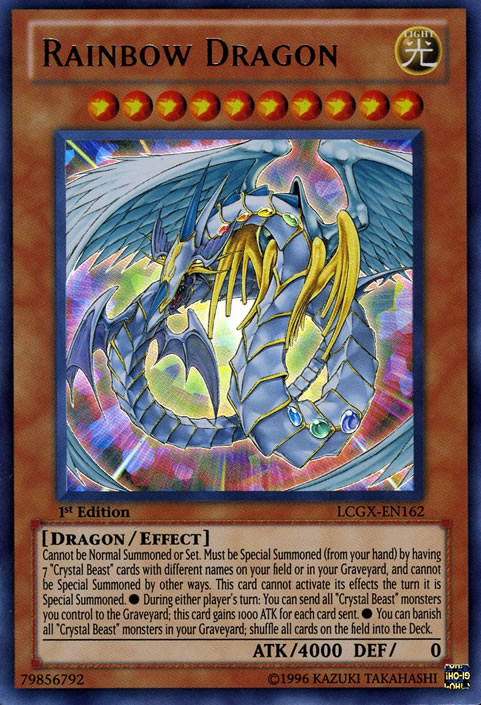 RAINBOW DRAGON
LIGHT
光
1st Edition
LCGX-EN162
[DRAGON/EFFECT]
Cannot be Normal Summoned or Set. Must be Special Summoned (from your hand) by having
7 "Crystal Beast" cards with different names on your field or in your Graveyard, and cannot
be Special Summoned by other ways. This card cannot activate its effects the turn it is
Special Summoned. ● During either player's turn: You can send all "Crystal Beast" monsters
you control to the Graveyard; this card gains 1000 ATK for each card sent. ● You can banish
all "Crystal Beast" monsters in your Graveyard; shuffle all cards on the field into the Deck.
ATK/4000 DEF/ 0
79856792
©1996 KAZUKI TAKAHASHI